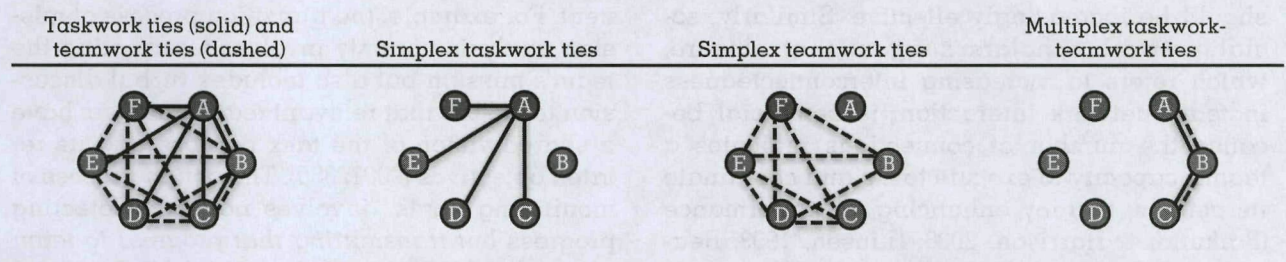 Taskwork ties (solid) and
teamwork ties (dashed)
Simplex taskwork ties
Simplex teamwork ties
Multiplex taskwork-
teamwork ties
F A
E B
D C
F A
E B
D C
F A
E B
D C
F A
E B
D C